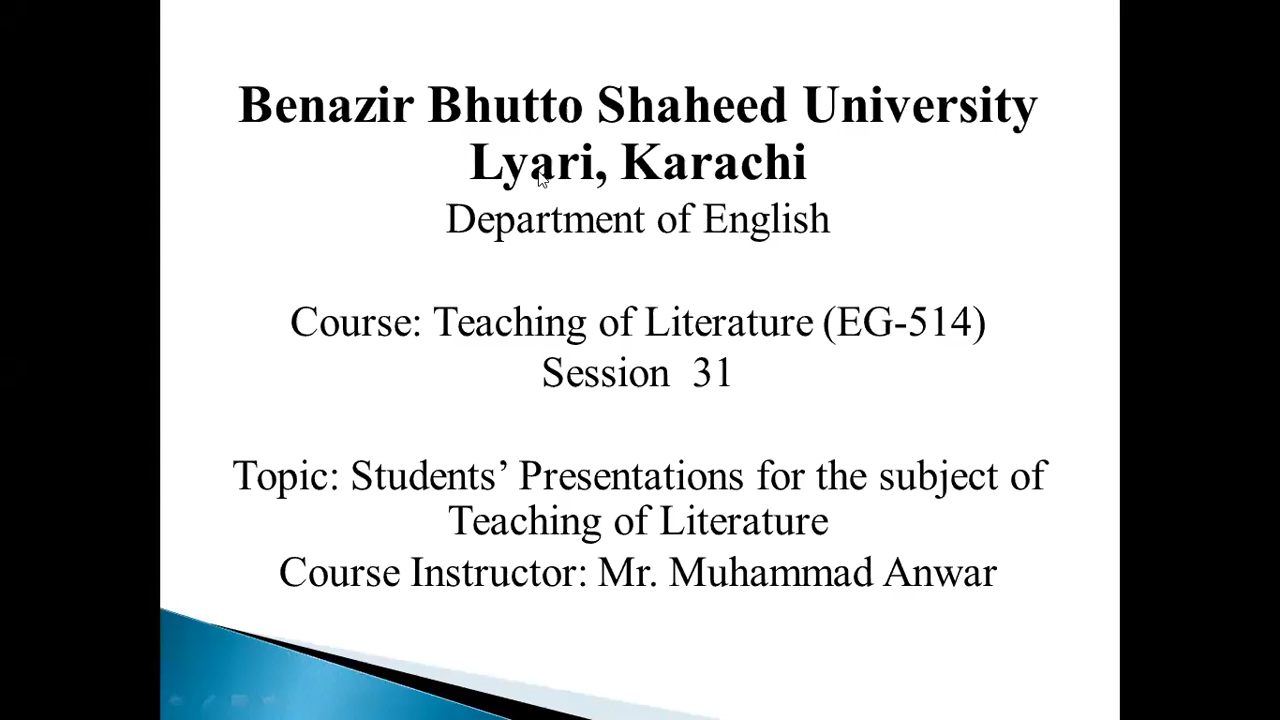 Benazir Bhutto Shaheed University
Lyari, Karachi
Department of English
Course: Teaching of Literature (EG-514)
Session  31
Topic: Students’ Presentations for the subject of
Teaching of Literature
Course Instructor: Mr. Muhammad Anwar